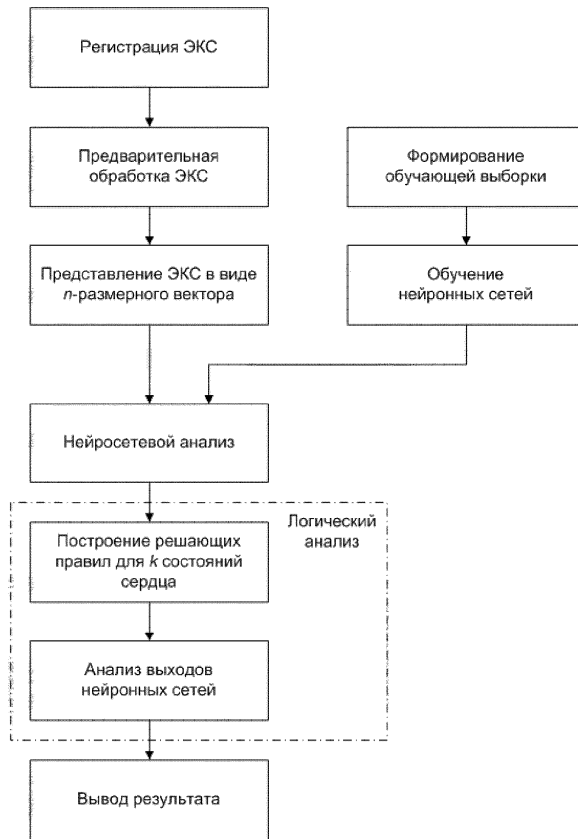 Регистрация ЭКС
Предварительная
обработка ЭКС
Формирование
обучающей выборки
Представление ЭКС в виде
n-размерного вектора
Обучение
нейронных сетей
Нейросетевой анализ
Логический
анализ
Построение решающих
правил для k состояний
сердца
Анализ выходов
нейронных сетей
Вывод результата